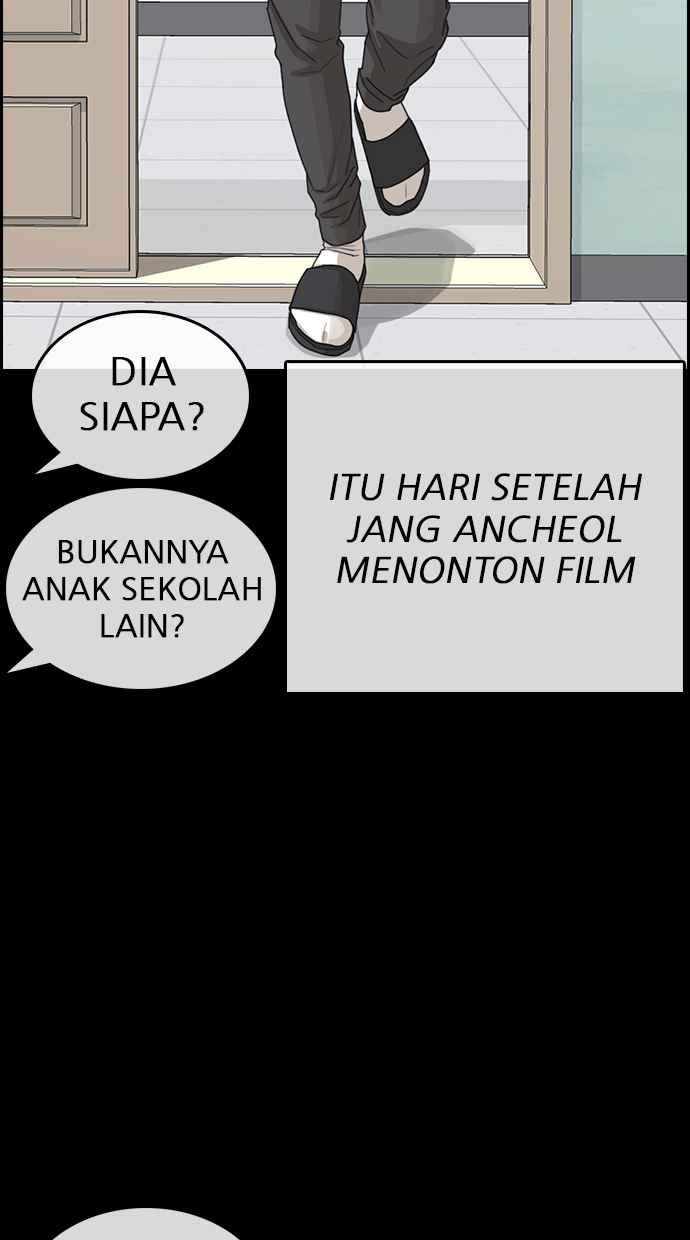 DIA
SIAPA?
ITU HARI SETELAH
JANG ANCHEOL
MENONTON FILM
BUKANNYA
ANAK SEKOLAH
LAIN?